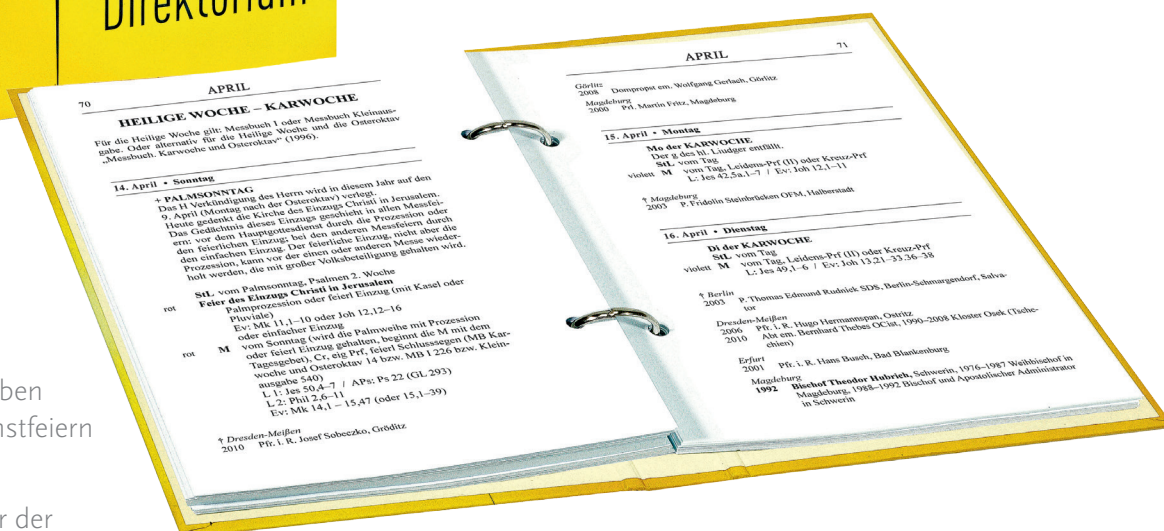 Direktorium
70
APRIL
HEILIGE WOCHE – KARWOCHE
Für die Heilige Woche gilt: Messbuch I oder Messbuch Kleinaus-
gabe. Oder alternativ für die Heilige Woche und die Osteroktav
„Messbuch. Karwoche und Osteroktav“ (1996).
14. April • Sonntag
+ PALMSONNTAG
Das H Verkündigung des Herrn wird in diesem Jahr auf den
9. April (Montag nach der Osteroktav) verlegt.
Heute gedenkt die Kirche des Einzugs Christi in Jerusalem.
Das Gedächtnis dieses Einzugs geschieht in allen Messfei-
ern: vor dem Hauptgottesdienst durch die Prozession oder
den feierlichen Einzug; bei den anderen Messfeiern durch
den einfachen Einzug. Der feierliche Einzug, nicht aber die
Prozession, kann vor der einen oder anderen Messe wieder-
holt werden, die mit großer Volksbeteiligung gehalten wird.
StL vom Palmsonntag, Psalmen 2. Woche
rot Feier des Einzugs Christi in Jerusalem
Palmprozession oder feierl Einzug (mit Kasel oder
Pluviale)
Ev: Mk 11,1–10 oder Joh 12,12–16
oder einfacher Einzug
rot M vom Sonntag (wird die Palmweihe mit Prozession
oder feierl Einzug gehalten, beginnt die M mit dem
Tagesgebet), Cr, eig Prf, feierl Schlusssegen (MB Kar-
woche und Osteroktav 14 bzw. MB I 226 bzw. Klein-
ausgabe 540)
L 1: Jes 50,4–7 / APs: Ps 22 (GL 293)
L 2: Phil 2,6–11
Ev: Mk 14,1 – 15,47 (oder 15,1–39)
† Dresden-Meißen
2010 Pfr. i. R. Josef Sobeczko, Gröditz
APRIL
71
Görlitz
2008 Dompropst em. Wolfgang Gerlach, Görlitz
Magdeburg
2000 Prl. Martin Fritz, Magdeburg
15. April • Montag
Mo der KARWOCHE
Der g des hl. Liudger entfällt.
StL vom Tag
violett M vom Tag, Leidens-Prf (II) oder Kreuz-Prf
L: Jes 42,5a.1–7 / Ev: Joh 12,1–11
† Magdeburg
2003 P. Fridolin Steinbrücken OFM, Halberstadt
16. April • Dienstag
Di der KARWOCHE
StL vom Tag
violett M vom Tag, Leidens-Prf (II) oder Kreuz-Prf
L: Jes 49,1–6 / Ev: Joh 13,21–33.36–38
† Berlin
2003 P. Thomas Edmund Rudniek SDS, Berlin-Schmargendorf, Salva-
tor
Dresden-Meißen
2006 Pfr. i. R. Hugo Hermannspan, Ostritz
2010 Abt em. Bernhard Thebes OCist, 1990–2008 Kloster Osek (Tsche-
chien)
Erfurt
2001 Pfr. i. R. Hans Busch, Bad Blankenburg
Magdeburg
1992 Bischof Theodor Hubrich, Schwerin, 1976–1987 Weihbischof in
Magdeburg, 1988–1992 Bischof und Apostolischer Administrator
in Schwerin
ben
nstfeiern
r der